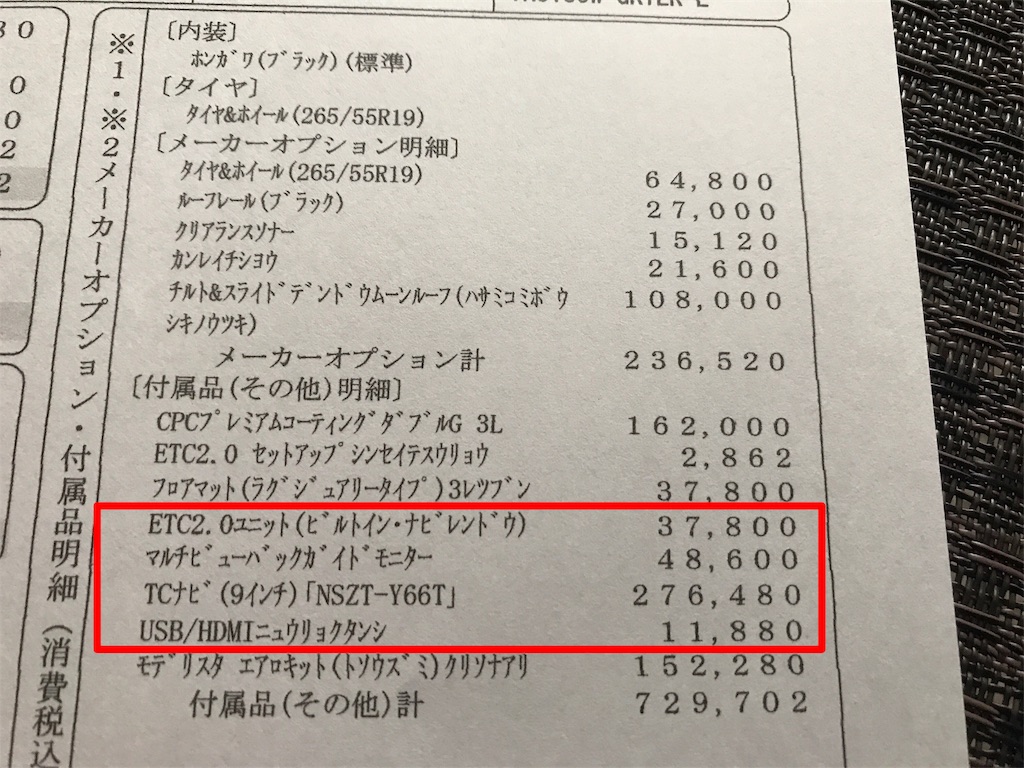 80
0
0
2
2
※1・※2メーカーオプション・付属品明細(消費税込
[内装]
ホンガワ(ブラック)(標準)
[タイヤ]
タイヤ&ホイール(265/55R19)
[メーカーオプション明細]
タイヤ&ホイール(265/55R19) 64,800
ルーフレール(ブラック) 27,000
クリアランスソナー 15,120
カンレイチショウ 21,600
チルト&スライドデンドウムーンルーフ(ハサミコミボウ 108,000
シキノウツキ)
メーカーオプション計 236,520
[付属品(その他)明細]
CPCプレミアムコーティングダブルG 3L 162,000
ETC2.0 セットアップシンセイテスウリョウ 2,862
フロアマット(ラグジュアリータイプ)3レツブン 37,800
ETC2.0ユニット(ビルトイン・ナビレンドウ) 37,800
マルチビューバックガイドモニター 48,600
TCナビ(9インチ)「NSZT-Y66T」 276,480
USB/HDMIニュウリョクタンシ 11,880
モデリスタ エアロキット(トソウズミ)クリソナアリ 152,280
付属品(その他)計 729,702